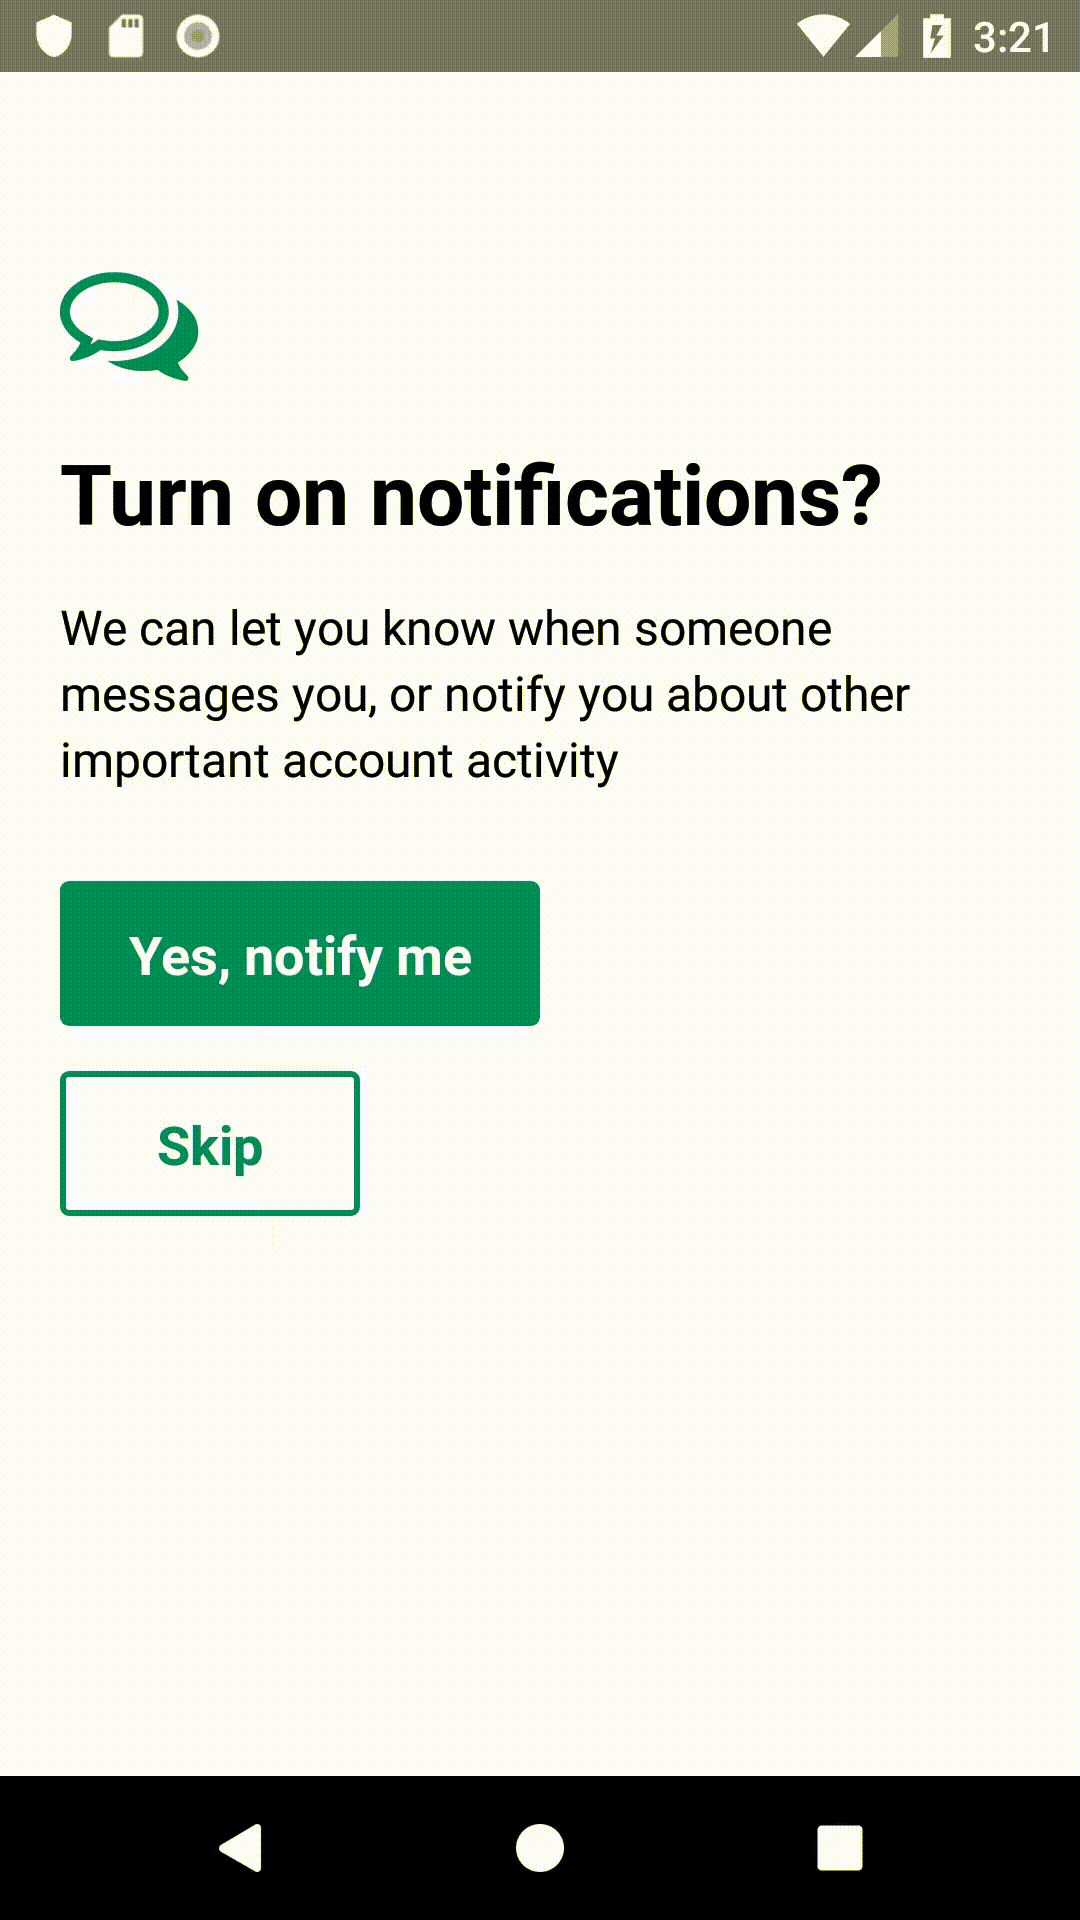 3:21
Turn on notifications?
We can let you know when someone
messages you, or notify you about other
important account activity
Yes, notify me
Skip